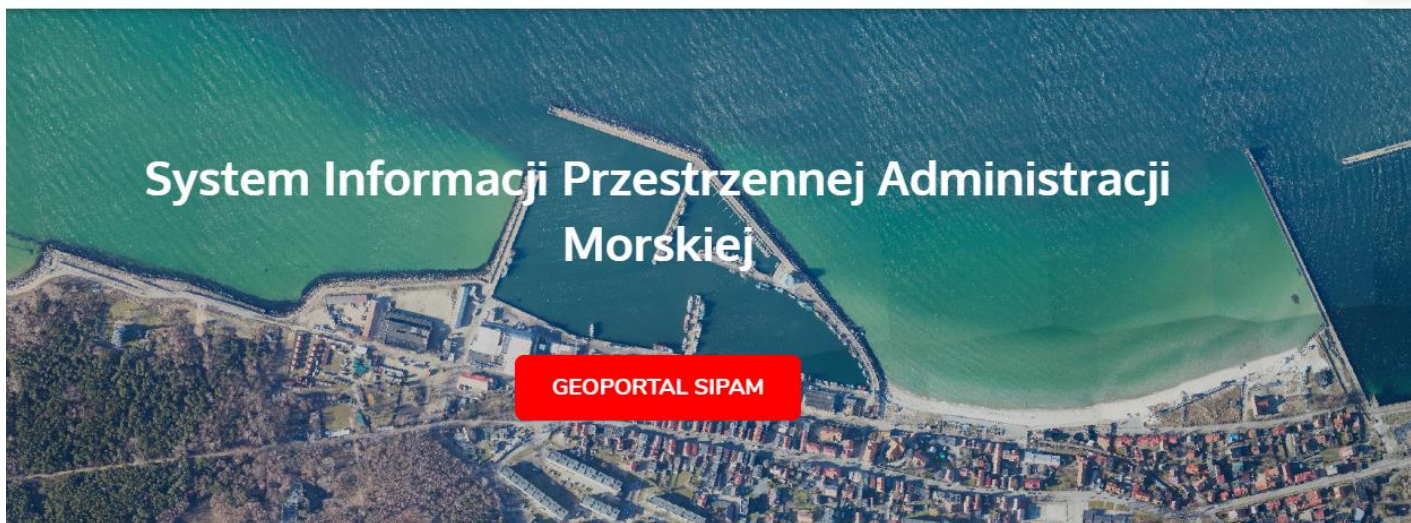 System Informacji Przestrzennej Administracji
Morskiej
GEOPORTAL SIPAM